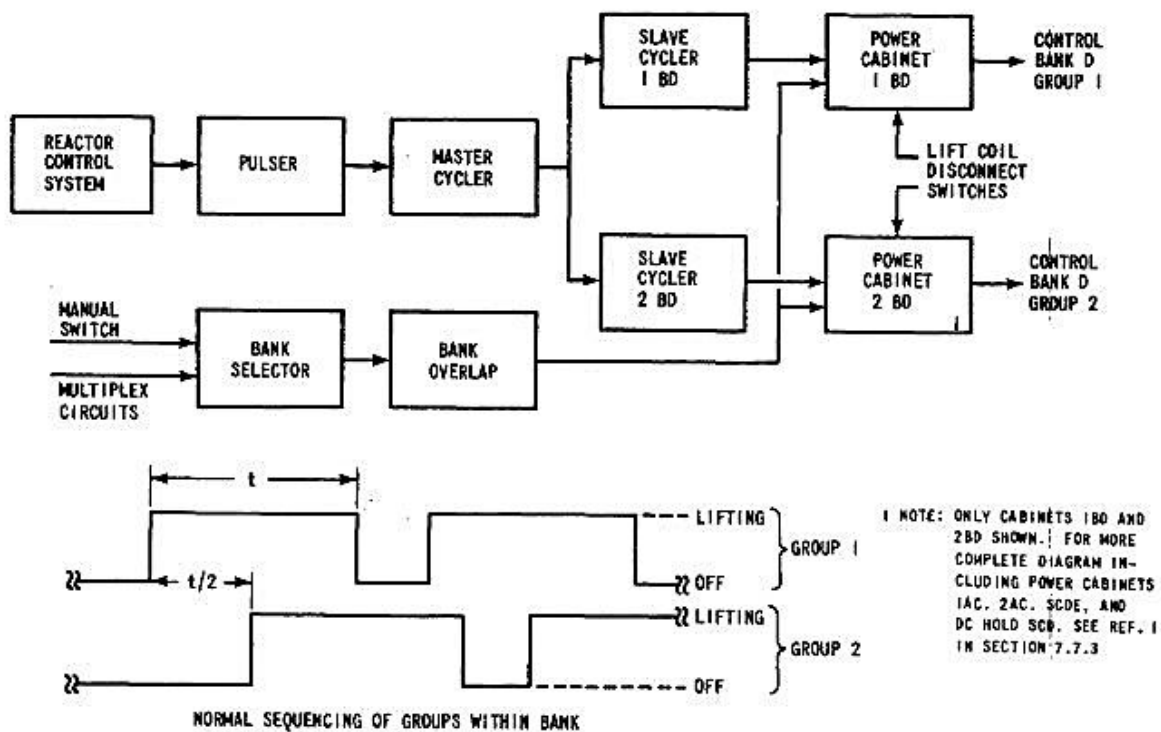 SLAVE
CYCLER
1 BD
POWER
CABINET
1 BD
CONTROL
BANK D
GROUP 1
REACTOR
CONTROL
SYSTEM
PULSER
MASTER
CYCLER
LIFT COIL
DISCONNECT
SWITCHES
SLAVE
CYCLER
2 BD
POWER
CABINET
2 BD
CONTROL
BANK D
GROUP 2
MANUAL
SWITCH
MULTIPLEX
CIRCUITS
BANK
SELECTOR
BANK
OVERLAP
t
LIFTING
OFF
GROUP 1
t/2
LIFTING
OFF
GROUP 2
NORMAL SEQUENCING OF GROUPS WITHIN BANK
NOTE: ONLY CABINETS 1BD AND
2BD SHOWN. FOR MORE
COMPLETE DIAGRAM IN-
CLUDING POWER CABINETS
1AC. 2AC. SCDE, AND
DC HOLD SCD. SEE REF. 1
IN SECTION 7.7.3